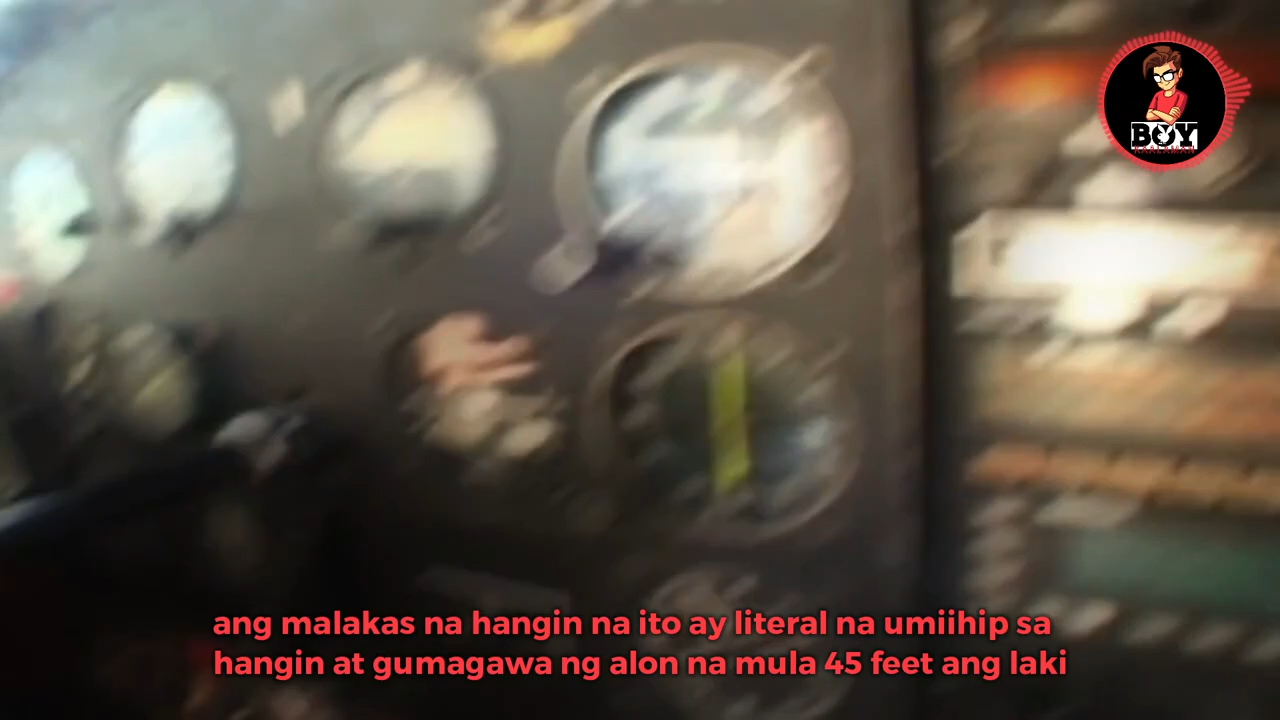 BOY
KAALAMAN
ang malakas na hangin na ito ay literal na umiihip sa
hangin at gumagawa ng alon na mula 45 feet ang laki